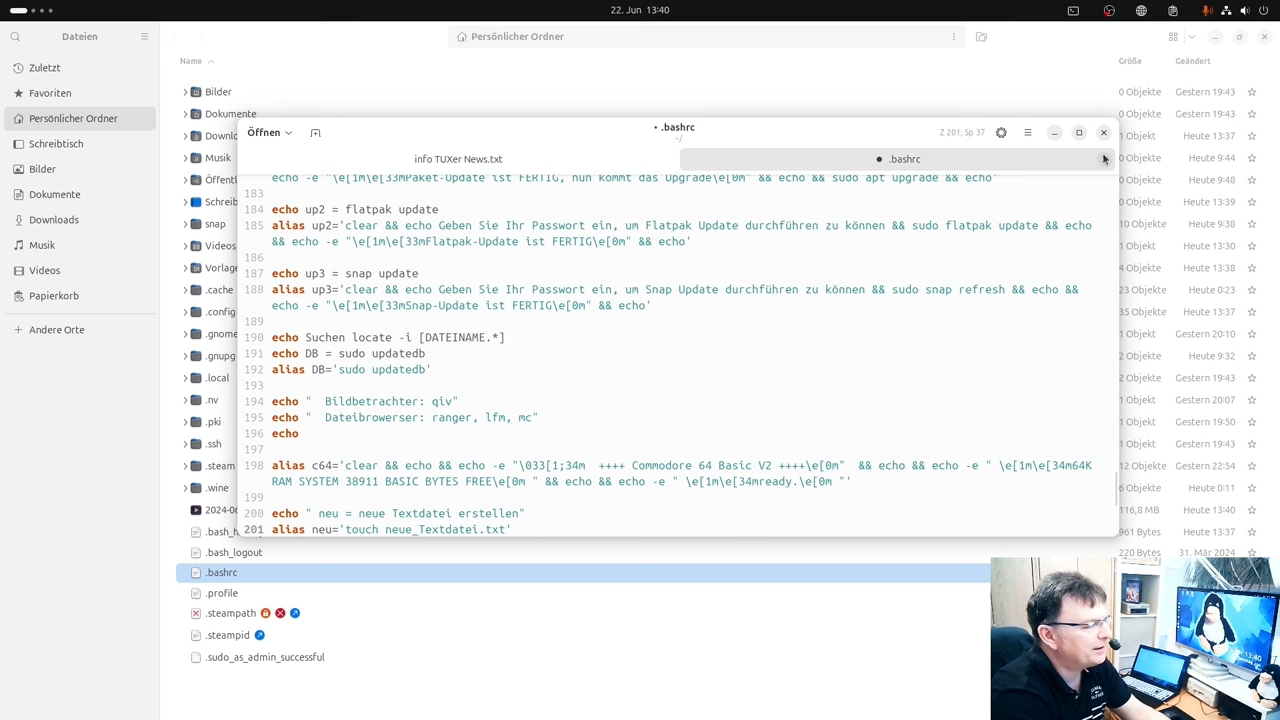 22. Jun 13:40
Dateien
Persönlicher Ordner
Zuletzt
Favoriten
Persönlicher Ordner
Schreibtisch
Bilder
Dokumente
Downloads
Musik
Videos
Papierkorb
Andere Orte
Name
Größe
Geändert
Bilder
0 Objekte
Gestern 19:43
Dokumente
0 Objekte
Gestern 19:43
Downlo
1 Objekt
Heute 13:37
Musik
0 Objekte
Heute 9:44
Öffentl
0 Objekte
Heute 9:48
Schreib
0 Objekte
Heute 13:39
snap
10 Objekte
Heute 9:38
Videos
1 Objekt
Heute 13:30
Vorlage
4 Objekte
Heute 13:38
.cache
23 Objekte
Heute 0:23
.config
35 Objekte
Heute 13:37
.gnome
1 Objekt
Gestern 20:10
.gnupg
2 Objekte
Heute 9:32
.local
2 Objekte
Gestern 19:43
.nv
1 Objekt
Gestern 20:07
.pki
1 Objekt
Gestern 19:50
.ssh
1 Objekt
Gestern 19:43
.steam
12 Objekte
Gestern 22:54
.wine
6 Objekte
Heute 0:11
2024-06
116,8 MB
Heute 13:40
.bash_h
961 Bytes
Heute 13:37
.bash_logout
220 Bytes
31. Mär 2024
.bashrc
.profile
.steampath
.steampid
.sudo_as_admin_successful
Öffnen
• .bashrc
~/
Z 201, Sp 37
info TUXer News.txt
● .bashrc
echo -e "\e[1m\e[33mPaket-Update ist FERTIG, nun kommt das Upgrade\e[0m" && echo && sudo apt upgrade && echo'
183
184 echo up2 = flatpak update
185 alias up2='clear && echo Geben Sie Ihr Passwort ein, um Flatpak Update durchführen zu können && sudo flatpak update && echo
&& echo -e "\e[1m\e[33mFlatpak-Update ist FERTIG\e[0m" && echo'
186
187 echo up3 = snap update
188 alias up3='clear && echo Geben Sie Ihr Passwort ein, um Snap Update durchführen zu können && sudo snap refresh && echo &&
echo -e "\e[1m\e[33mSnap-Update ist FERTIG\e[0m" && echo'
189
190 echo Suchen locate -i [DATEINAME.*]
191 echo DB = sudo updatedb
192 alias DB='sudo updatedb'
193
194 echo "  Bildbetrachter: qiv"
195 echo "  Dateibrowerser: ranger, lfm, mc"
196 echo
197
198 alias c64='clear && echo && echo -e "\033[1;34m  ++++ Commodore 64 Basic V2 ++++\e[0m"  && echo && echo -e " \e[1m\e[34m64K
RAM SYSTEM 38911 BASIC BYTES FREE\e[0m " && echo && echo -e " \e[1m\e[34mready.\e[0m "'
199
200 echo " neu = neue Textdatei erstellen"
201 alias neu='touch neue_Textdatei.txt'